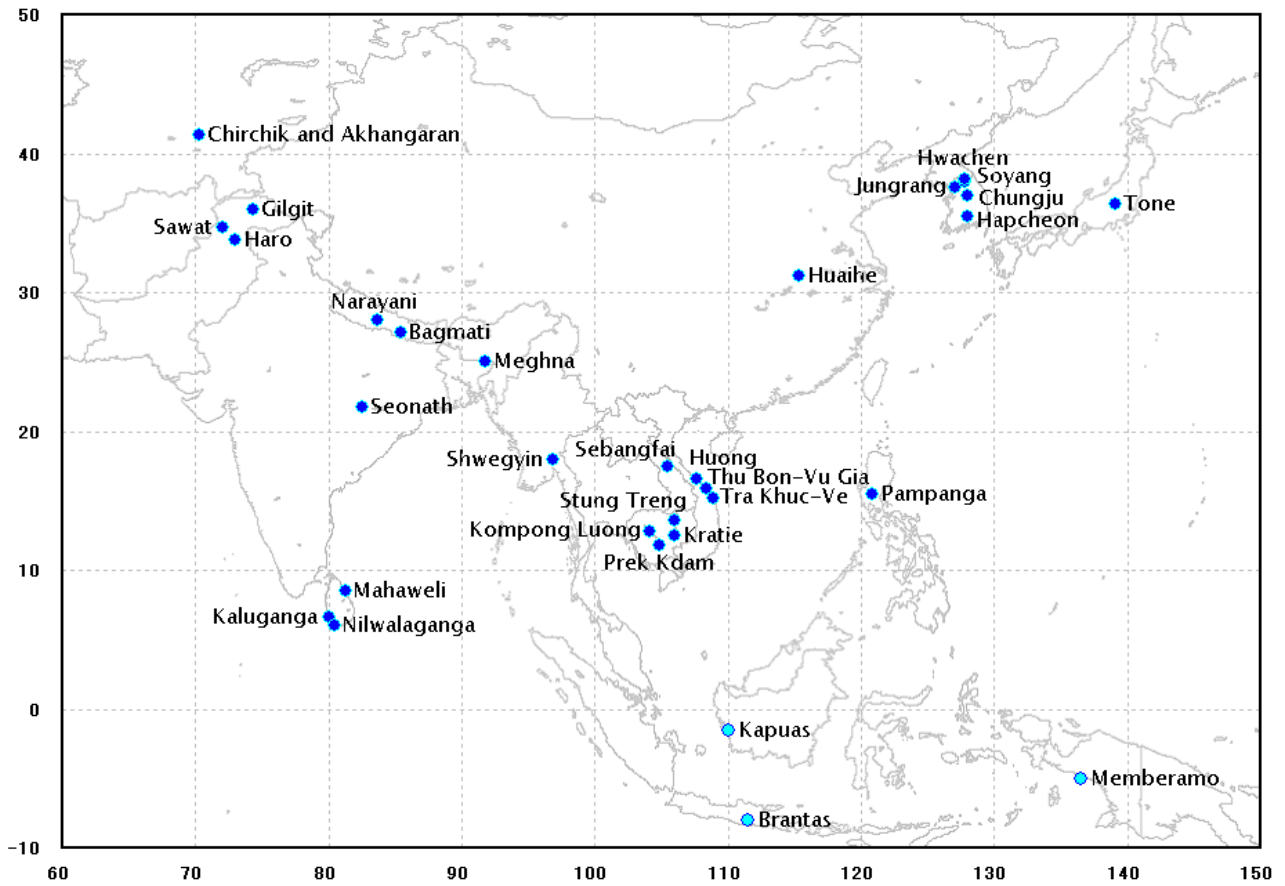 50
Chirchik and Akhangaran
40
Hwachen
Soyang
Jungrang
Chungju
Tone
Gilgit
Hapcheon
Sawat
Haro
Huaihe
30
Narayani
Bagmati
Meghna
Seonath
20
Sebangfai
Huong
Shwegyin
Thu Bon-Vu Gia
Stung Treng
Tra Khuc-Ve
Pampanga
Kompong Luong
Kratie
Prek Kdam
10
Mahaweli
Kaluganga
Nilwalaganga
0
Kapuas
Memberamo
Brantas
-10
60 70 80 90 100 110 120 130 140 150